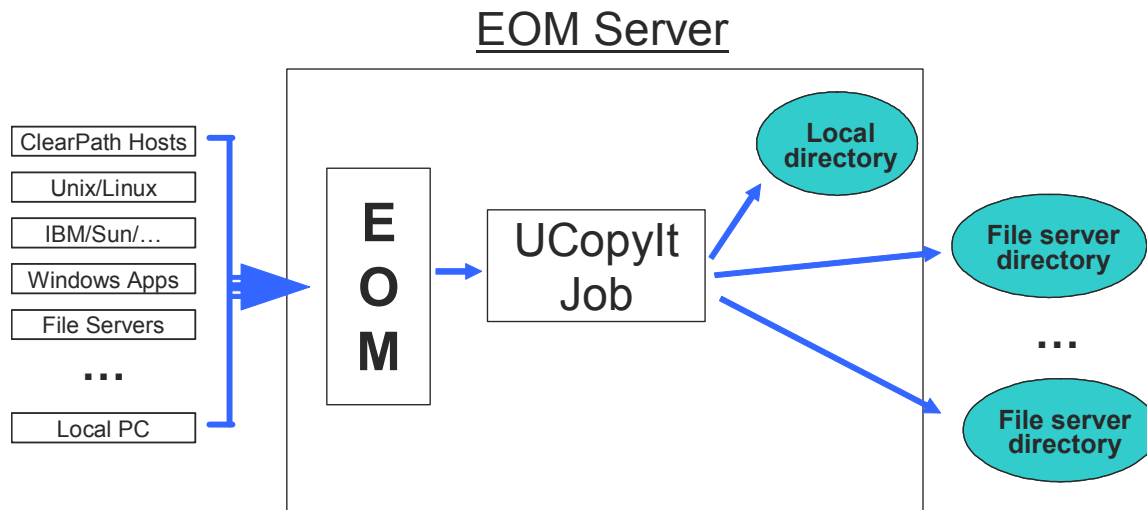 EOM Server
ClearPath Hosts
Unix/Linux
IBM/Sun/…
Windows Apps
File Servers
…
Local PC
E
O
M
UCopyIt
Job
Local
directory
File server
directory
…
File server
directory